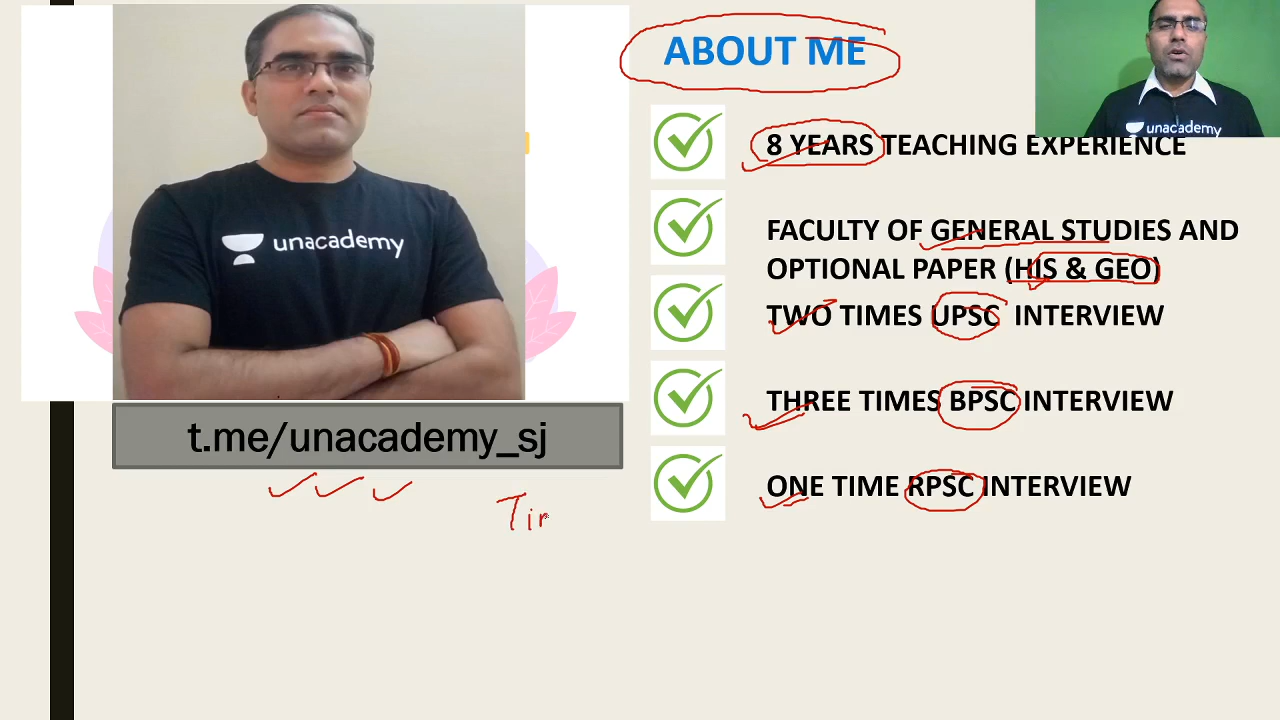 ABOUT ME
unacademy
8 YEARS TEACHING EXPERIENCE
unacademy
FACULTY OF GENERAL STUDIES AND
OPTIONAL PAPER (HIS & GEO)
TWO TIMES UPSC INTERVIEW
THREE TIMES BPSC INTERVIEW
t.me/unacademy_sj
ONE TIME RPSC INTERVIEW